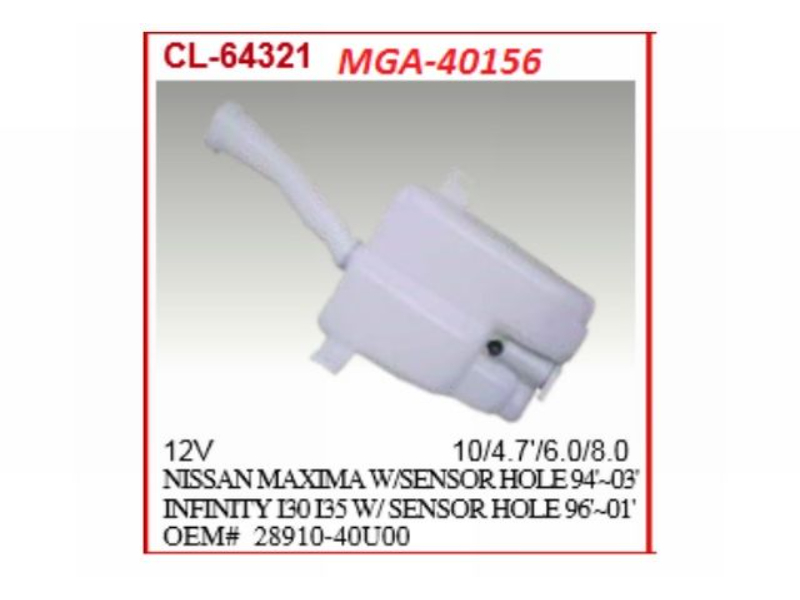 CL-64321 MGA-40156
12V 10/4.7'/6.0/8.0
NISSAN MAXIMA W/SENSOR HOLE 94'~03'
INFINITY I30 I35 W/ SENSOR HOLE 96'~01'
OEM# 28910-40U00